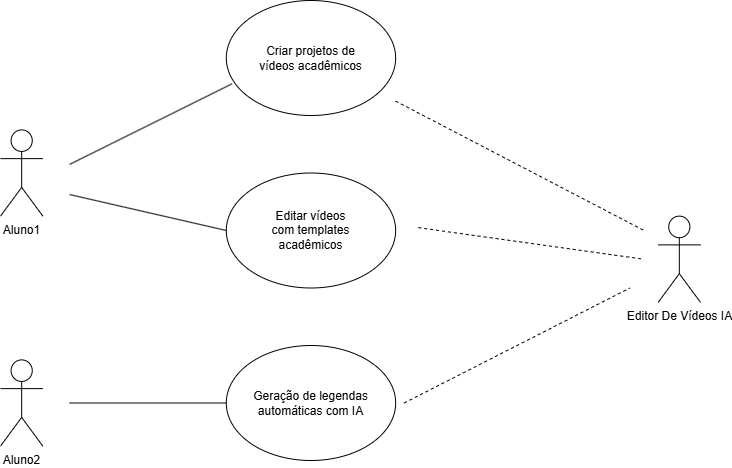 Criar projetos de
vídeos acadêmicos
Aluno1
Editar vídeos
com templates
acadêmicos
Editor De Vídeos IA
Geração de legendas
automáticas com IA
Aluno2